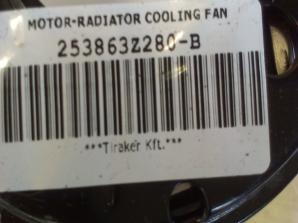 MOTOR-RADIATOR COOLING FAN
253863Z280-B
***Tiraker Kft.***